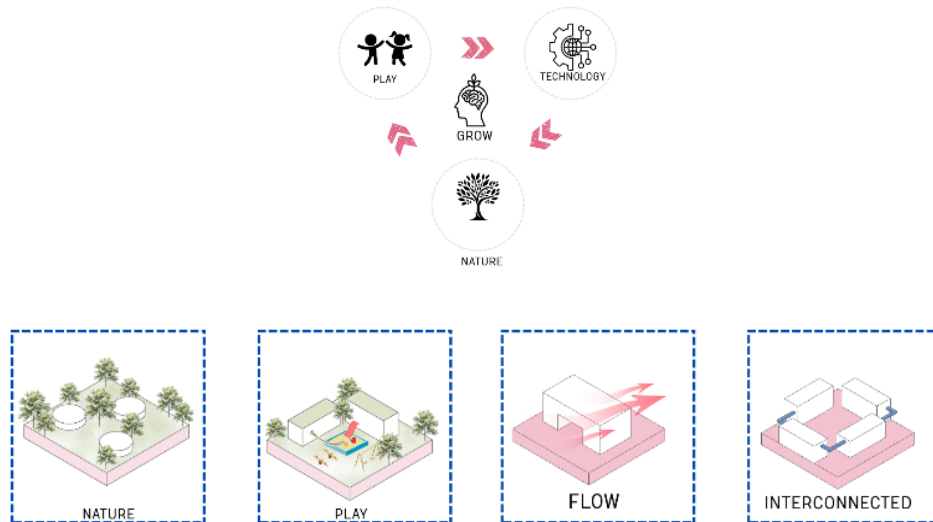 PLAY
TECHNOLOGY
GROW
NATURE
NATURE
PLAY
FLOW
INTERCONNECTED